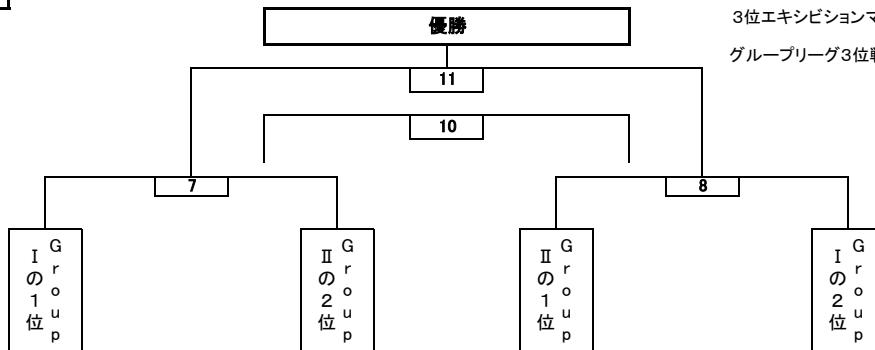 優勝
3位エキシビションマ
グループリーグ3位戦
11
10
7
8
Group
Ⅰの1位
Group
Ⅱの2位
Group
Ⅱの1位
Group
Ⅰの2位